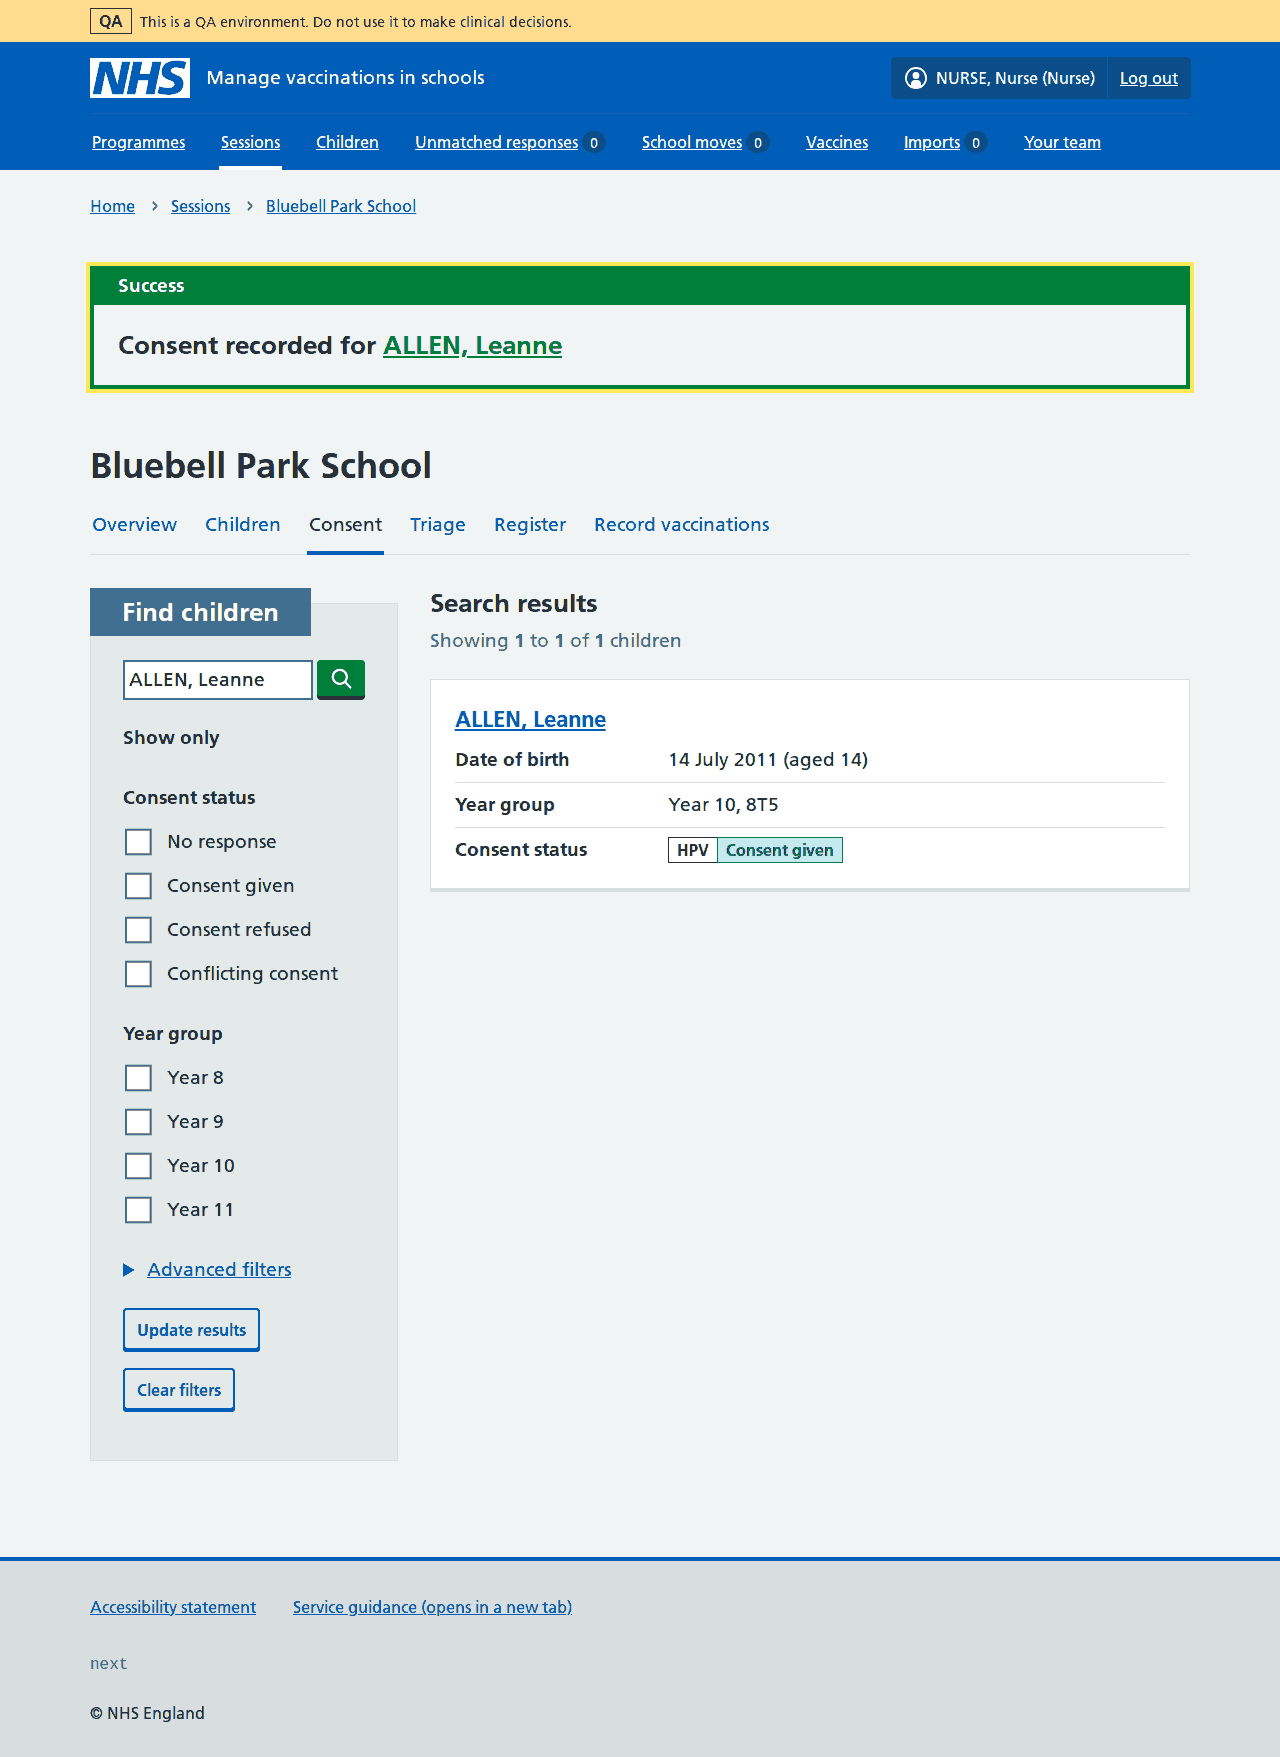 QA This is a QA environment. Do not use it to make clinical decisions.
NHS Manage vaccinations in schools NURSE, Nurse (Nurse) Log out
Programmes Sessions Children Unmatched responses 0 School moves 0 Vaccines Imports 0 Your team
Home Sessions Bluebell Park School
Success
Consent recorded for ALLEN, Leanne
Bluebell Park School
Overview Children Consent Triage Register Record vaccinations
Find children
ALLEN, Leanne
Show only
Consent status
No response
Consent given
Consent refused
Conflicting consent
Year group
Year 8
Year 9
Year 10
Year 11
Advanced filters
Update results
Clear filters
Search results
Showing 1 to 1 of 1 children
ALLEN, Leanne
Date of birth 14 July 2011 (aged 14)
Year group Year 10, 8T5
Consent status HPV Consent given
Accessibility statement Service guidance (opens in a new tab)
next
© NHS England